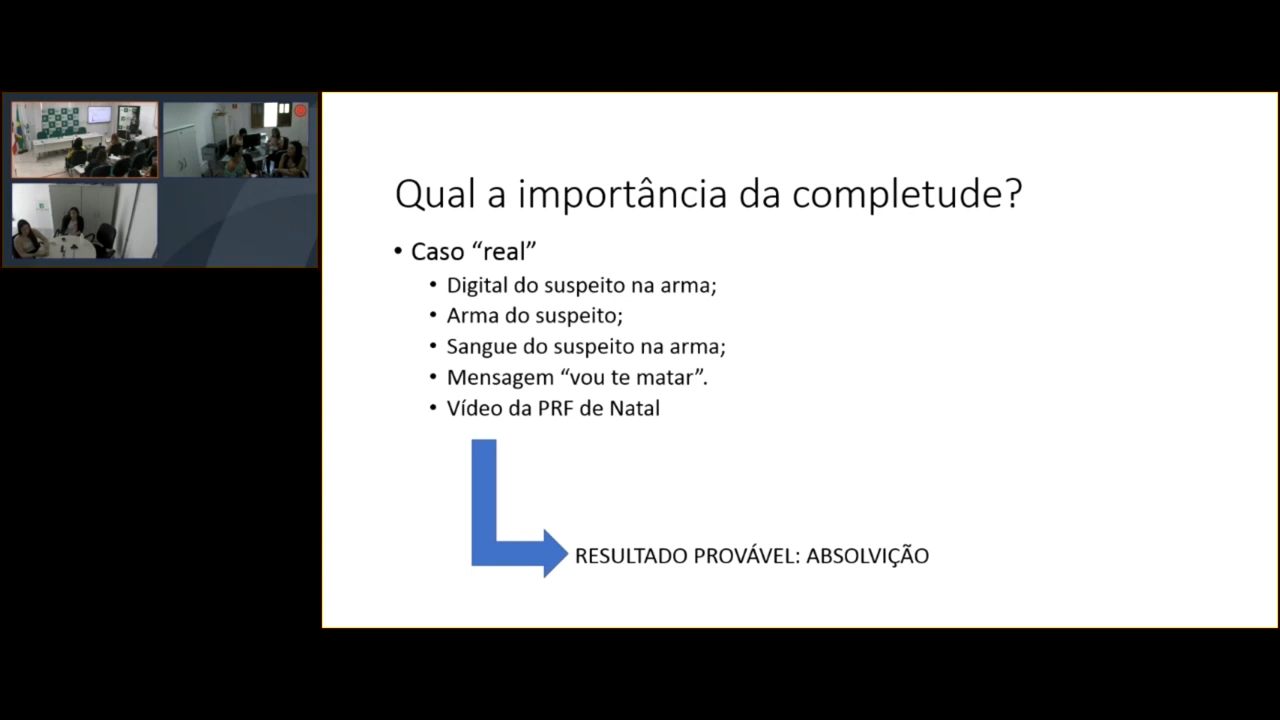 Qual a importância da completude?
• Caso “real”
• Digital do suspeito na arma;
• Arma do suspeito;
• Sangue do suspeito na arma;
• Mensagem “vou te matar”.
• Vídeo da PRF de Natal
RESULTADO PROVÁVEL: ABSOLVIÇÃO